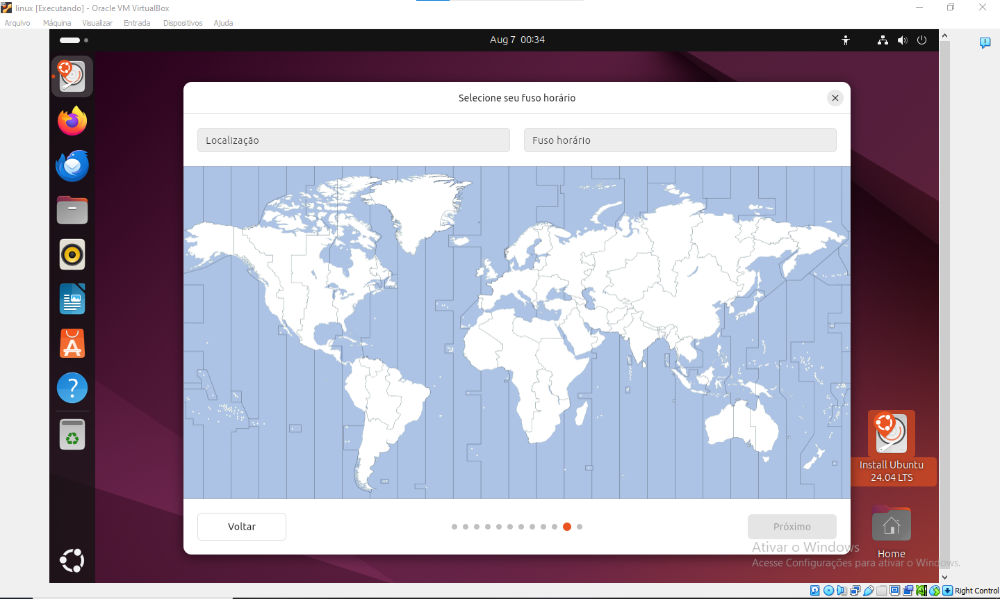 linux [Executando] - Oracle VM VirtualBox
Arquivo Máquina Visualizar Entrada Dispositivos Ajuda
Aug 7 00:34
Selecione seu fuso horário
Localização
Fuso horário
Install Ubuntu
24.04 LTS
Voltar
Próximo
Ativar o Windows
Acesse Configurações para ativar o Windows.
Home
Right Control